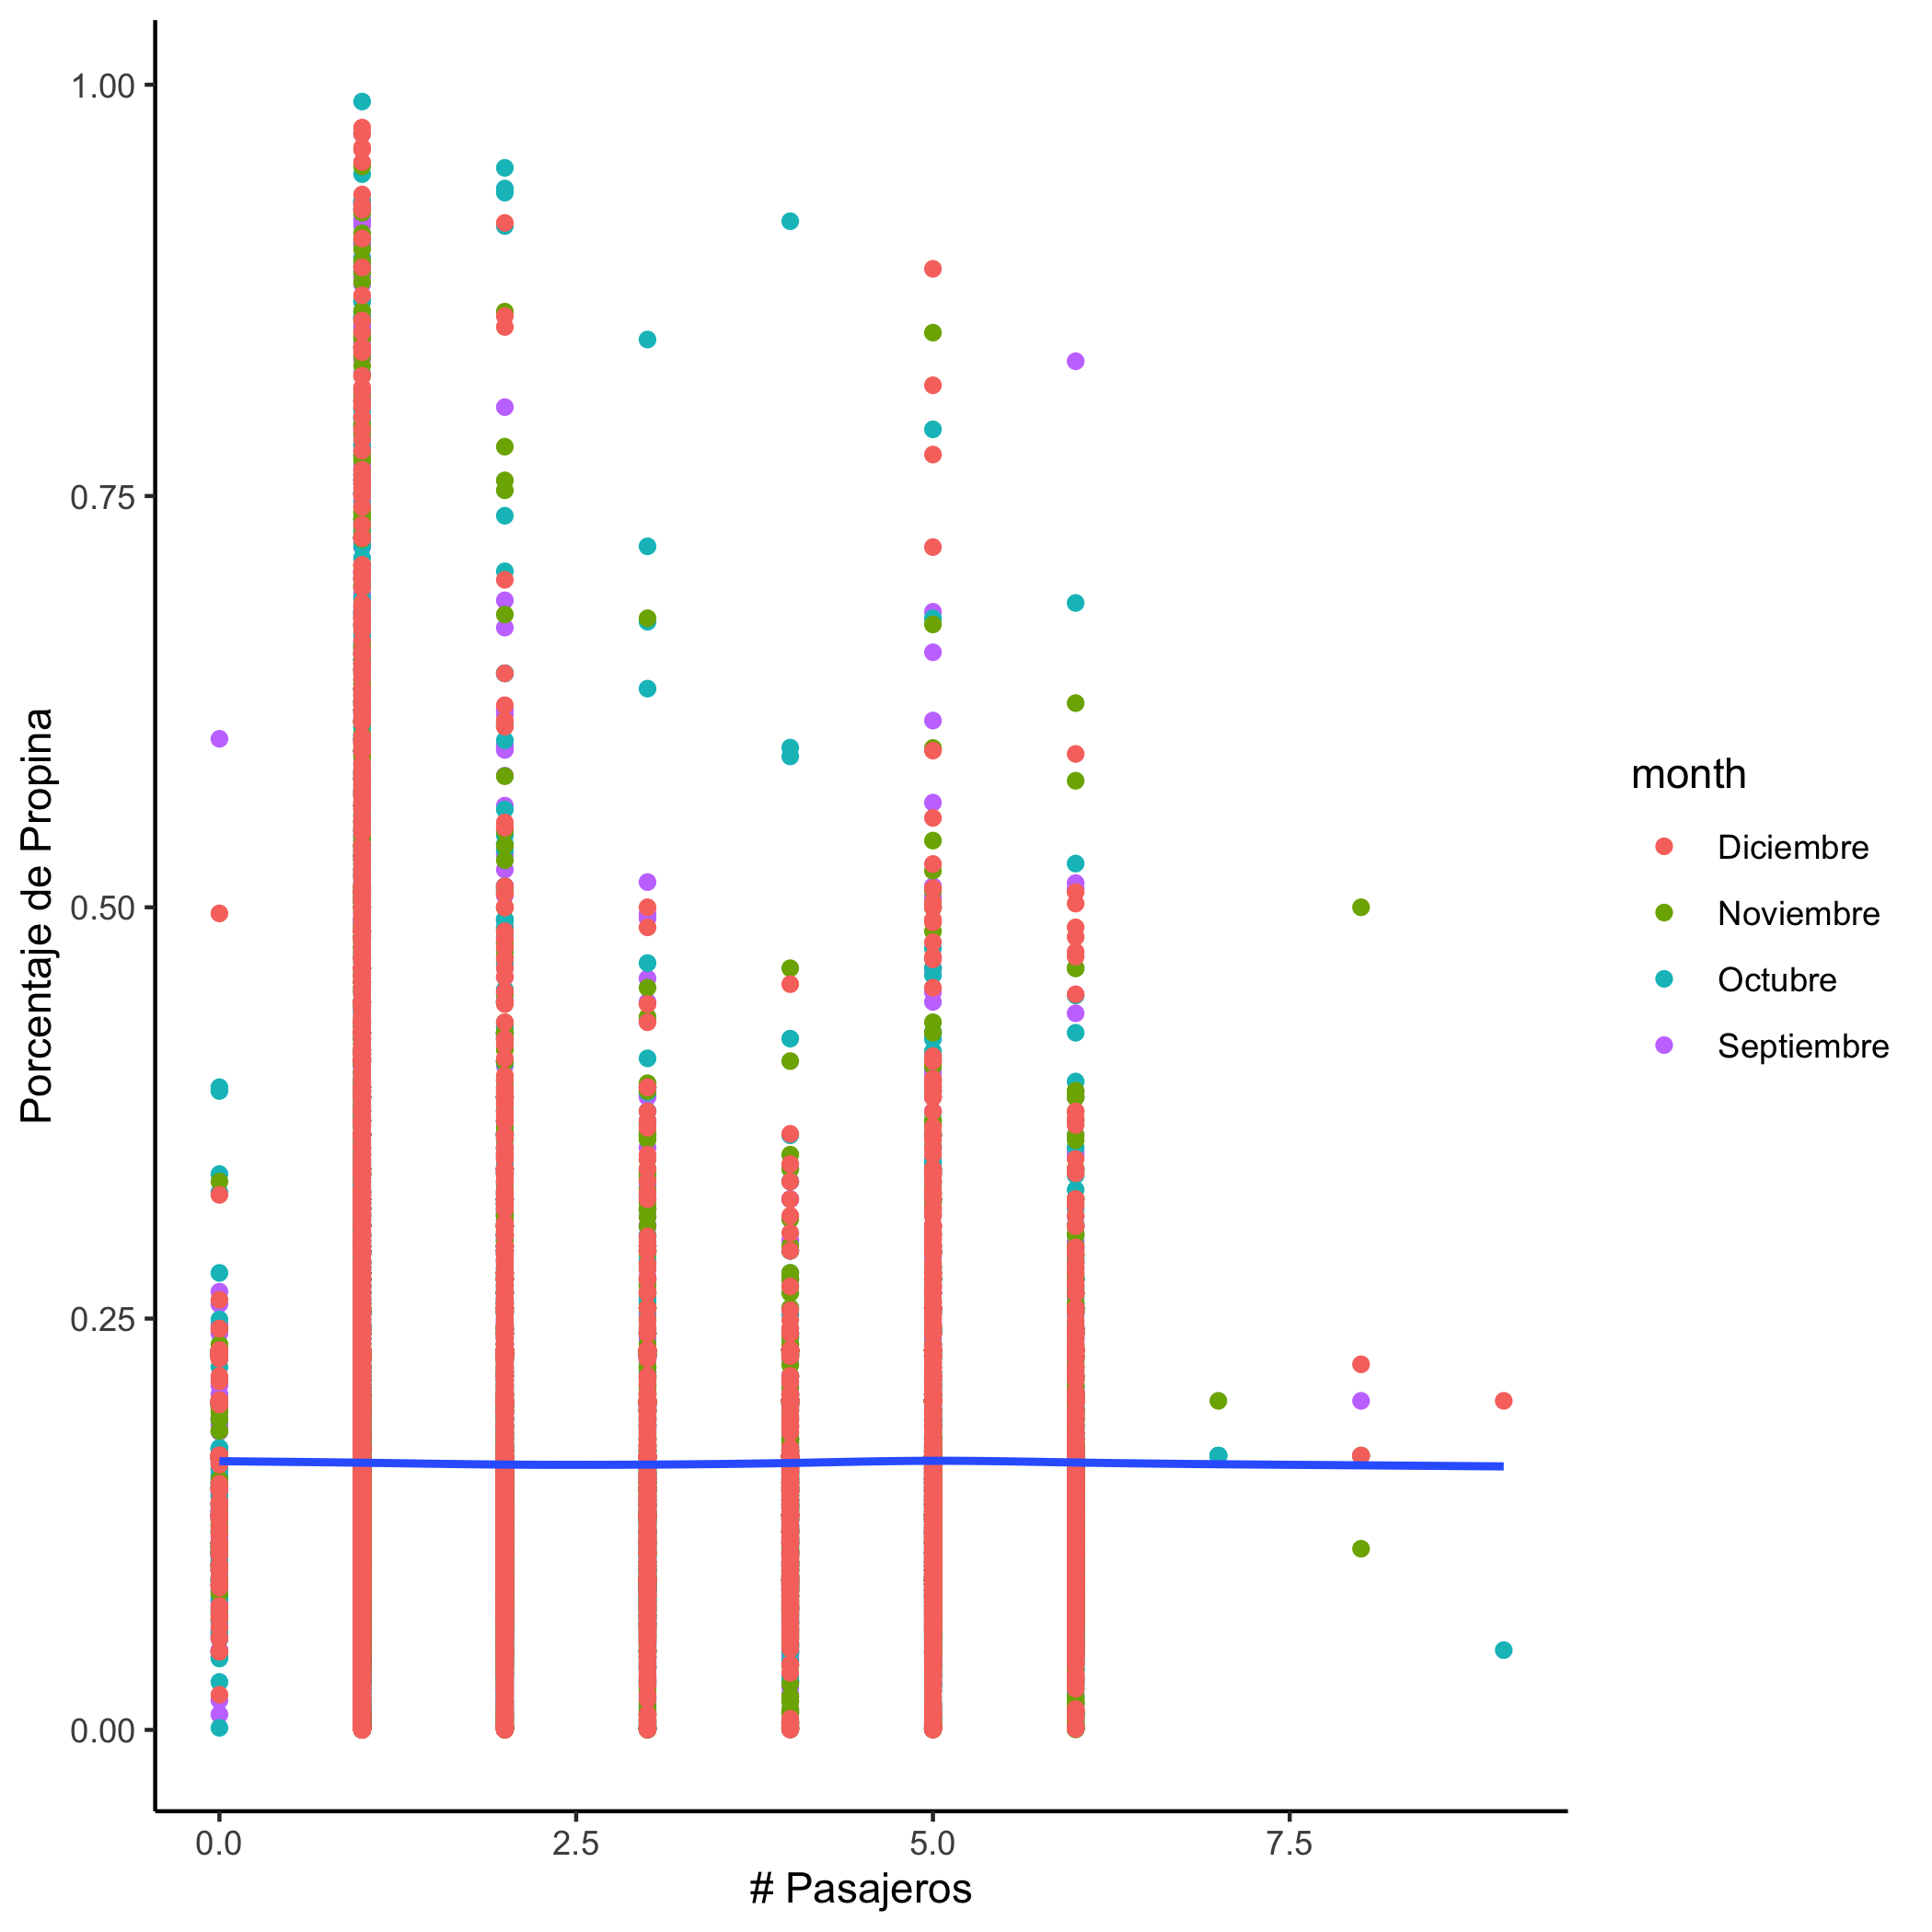 1.00
0.75
0.50
0.25
0.00
Porcentaje de Propina
0.0
2.5
5.0
7.5
# Pasajeros
month
Diciembre
Noviembre
Octubre
Septiembre